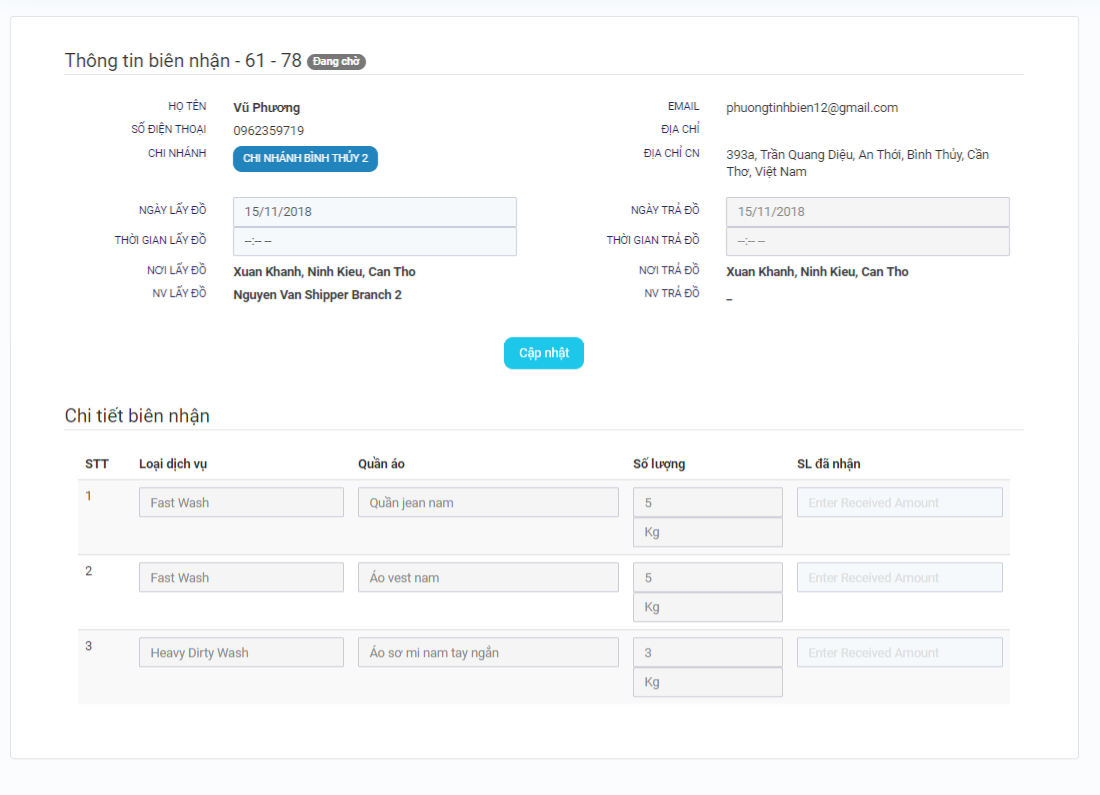 Thông tin biên nhận - 61 - 78 Đang chờ
HỌ TÊN Vũ Phương
EMAIL phuongtinhbien12@gmail.com
SỐ ĐIỆN THOẠI 0962359719
ĐỊA CHỈ
CHI NHÁNH CHI NHÁNH BÌNH THỦY 2
ĐỊA CHỈ CN 393a, Trần Quang Diệu, An Thới, Bình Thủy, Cần
Thơ, Việt Nam
NGÀY LẤY ĐỒ 15/11/2018
NGÀY TRẢ ĐỒ 15/11/2018
THỜI GIAN LẤY ĐỒ --:-- --
THỜI GIAN TRẢ ĐỒ --:-- --
NƠI LẤY ĐỒ Xuan Khanh, Ninh Kieu, Can Tho
NƠI TRẢ ĐỒ Xuan Khanh, Ninh Kieu, Can Tho
NV LẤY ĐỒ Nguyen Van Shipper Branch 2
NV TRẢ ĐỒ _
Cập nhật
Chi tiết biên nhận
STT Loại dịch vụ Quần áo Số lượng SL đã nhận
1 Fast Wash Quần jean nam 5 Enter Received Amount
Kg
2 Fast Wash Áo vest nam 5 Enter Received Amount
Kg
3 Heavy Dirty Wash Áo sơ mi nam tay ngắn 3 Enter Received Amount
Kg